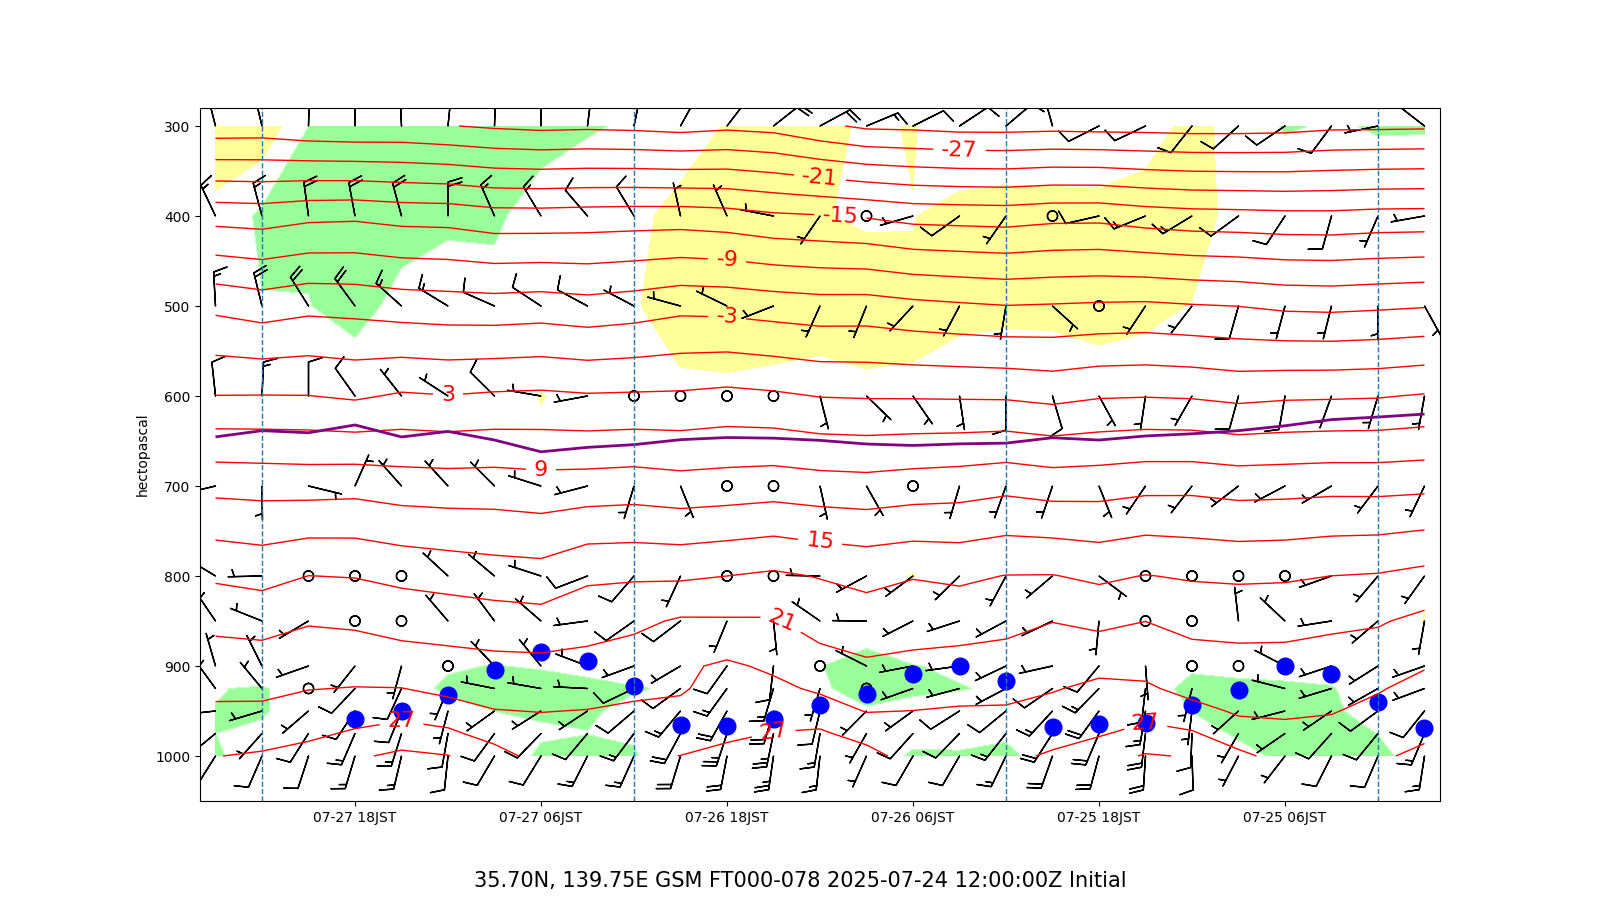 hectopascal
300
400
500
600
700
800
900
1000
-27
-21
-15
-9
-3
3
9
15
21
27
27
27
07-27 18JST
07-27 06JST
07-26 18JST
07-26 06JST
07-25 18JST
07-25 06JST
35.70N, 139.75E GSM FT000-078 2025-07-24 12:00:00Z Initial